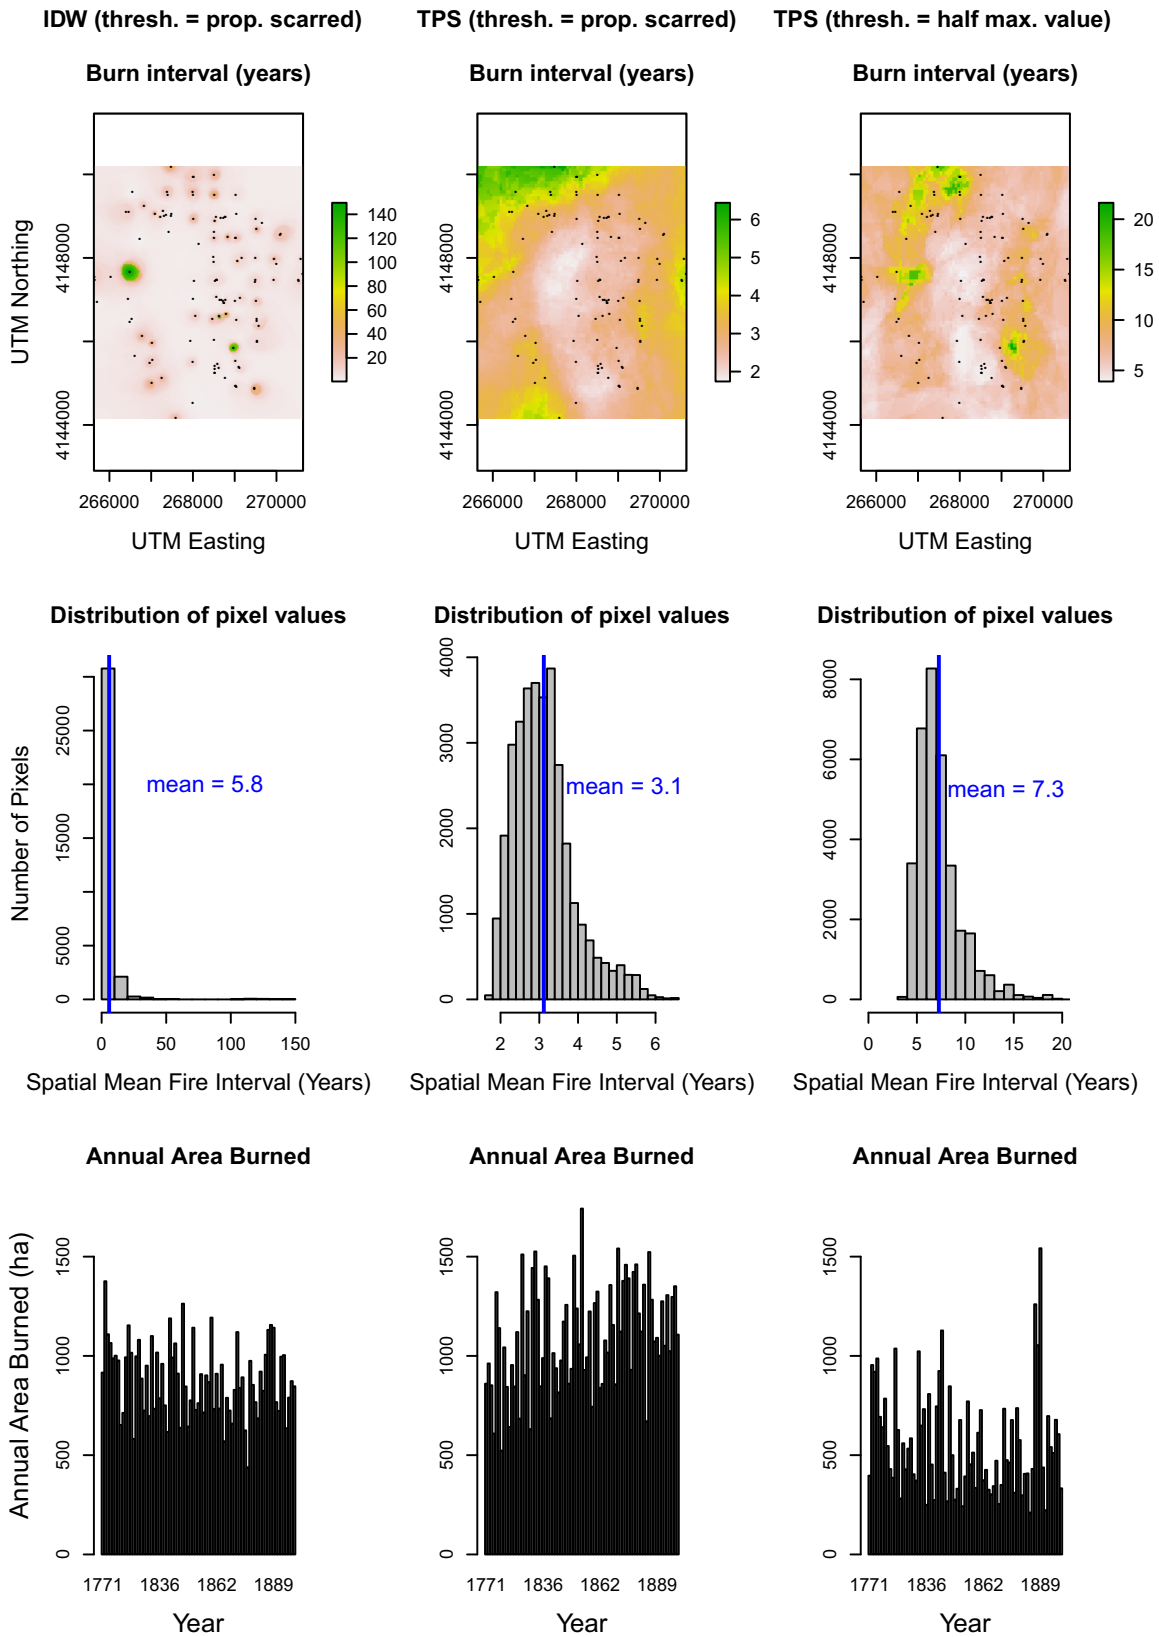 IDW (thresh. = prop. scarred) TPS (thresh. = prop. scarred) TPS (thresh. = half max. value)
Burn interval (years) Burn interval (years) Burn interval (years)
UTM Northing
4148000
4144000
140
120
100
80
60
40
20
266000 268000 270000
UTM Easting
4148000
4144000
6
5
4
3
2
266000 268000 270000
UTM Easting
4148000
4144000
20
15
10
5
266000 268000 270000
UTM Easting
Distribution of pixel values Distribution of pixel values Distribution of pixel values
Number of Pixels
25000
15000
5000
0
mean = 5.8
0 50 100 150
Spatial Mean Fire Interval (Years)
4000
3000
2000
1000
0
mean = 3.1
2 3 4 5 6
Spatial Mean Fire Interval (Years)
8000
6000
4000
2000
0
mean = 7.3
0 5 10 15 20
Spatial Mean Fire Interval (Years)
Annual Area Burned Annual Area Burned Annual Area Burned
Annual Area Burned (ha)
1500
1000
500
0
1771 1836 1862 1889
Year
1500
1000
500
0
1771 1836 1862 1889
Year
1500
1000
500
0
1771 1836 1862 1889
Year